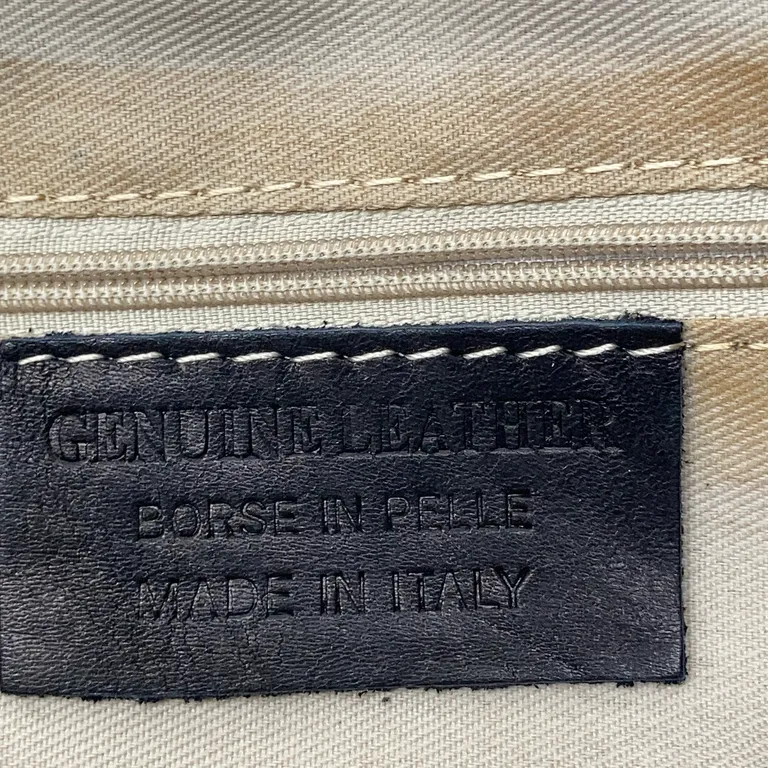 GENUINE LEATHER
BORSE IN PELLE
MADE IN ITALY